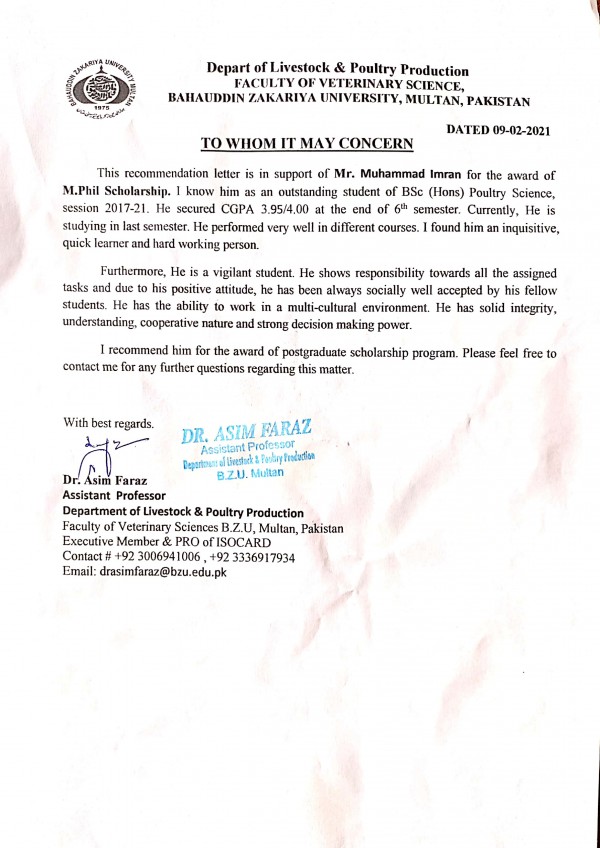 BAHAUDDIN ZAKARIYA UNIVERSITY MULTAN
1975
Depart of Livestock & Poultry Production
FACULTY OF VETERINARY SCIENCE,
BAHAUDDIN ZAKARIYA UNIVERSITY, MULTAN, PAKISTAN
DATED 09-02-2021
TO WHOM IT MAY CONCERN
This recommendation letter is in support of Mr. Muhammad Imran for the award of
M.Phil Scholarship. I know him as an outstanding student of BSc (Hons) Poultry Science,
session 2017-21. He secured CGPA 3.95/4.00 at the end of 6th semester. Currently, He is
studying in last semester. He performed very well in different courses. I found him an inquisitive,
quick learner and hard working person.
Furthermore, He is a vigilant student. He shows responsibility towards all the assigned
tasks and due to his positive attitude, he has been always socially well accepted by his fellow
students. He has the ability to work in a multi-cultural environment. He has solid integrity,
understanding, cooperative nature and strong decision making power.
I recommend him for the award of postgraduate scholarship program. Please feel free to
contact me for any further questions regarding this matter.
With best regards.
DR. ASIM FARAZ
Assistant Professor
Department of Livestock & Poultry Production
B.Z.U. Multan
Dr. Asim Faraz
Assistant Professor
Department of Livestock & Poultry Production
Faculty of Veterinary Sciences B.Z.U, Multan, Pakistan
Executive Member & PRO of ISOCARD
Contact # +92 3006941006 , +92 3336917934
Email: drasimfaraz@bzu.edu.pk